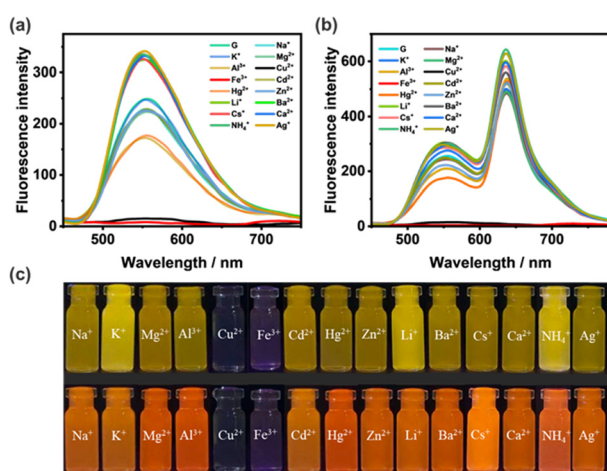 (a)
Fluorescence intensity
300
200
100
0
G
K⁺
Al³⁺
Fe³⁺
Hg²⁺
Li⁺
Cs⁺
NH₄⁺
Na⁺
Mg²⁺
Cu²⁺
Cd²⁺
Zn²⁺
Ba²⁺
Ca²⁺
Ag⁺
500 600 700
Wavelength / nm
(b)
Fluorescence intensity
600
400
200
0
G
K⁺
Al³⁺
Fe³⁺
Hg²⁺
Li⁺
Cs⁺
NH₄⁺
Na⁺
Mg²⁺
Cu²⁺
Cd²⁺
Zn²⁺
Ba²⁺
Ca²⁺
Ag⁺
500 600 700
Wavelength / nm
(c)
Na⁺ K⁺ Mg²⁺ Al³⁺ Cu²⁺ Fe³⁺ Cd²⁺ Hg²⁺ Zn²⁺ Li⁺ Ba²⁺ Cs⁺ Ca²⁺ NH₄⁺ Ag⁺
Na⁺ K⁺ Mg²⁺ Al³⁺ Cu²⁺ Fe³⁺ Cd²⁺ Hg²⁺ Zn²⁺ Li⁺ Ba²⁺ Cs⁺ Ca²⁺ NH₄⁺ Ag⁺